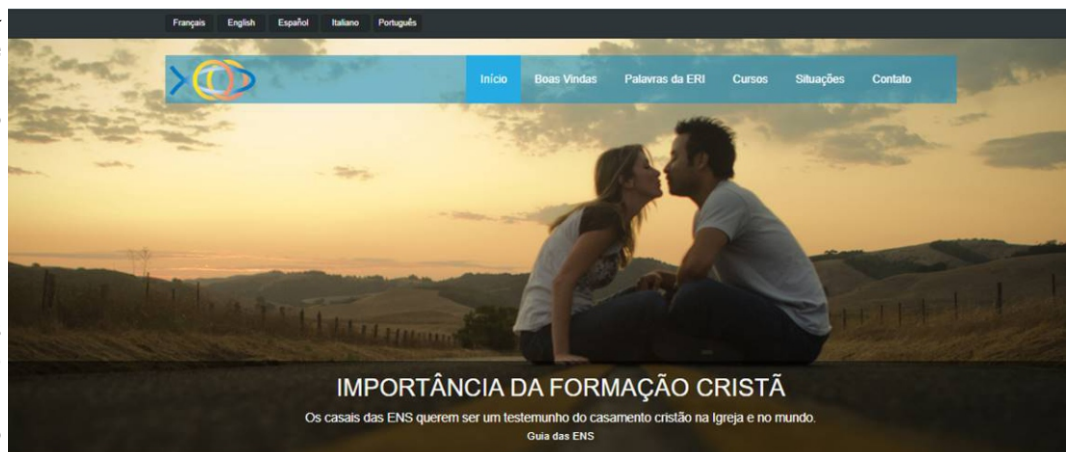 Français English Español Italiano Português
Início Boas Vindas Palavras da ERI Cursos Situações Contato
IMPORTÂNCIA DA FORMAÇÃO CRISTÃ
Os casais das ENS querem ser um testemunho do casamento cristão na Igreja e no mundo.
Guia das ENS